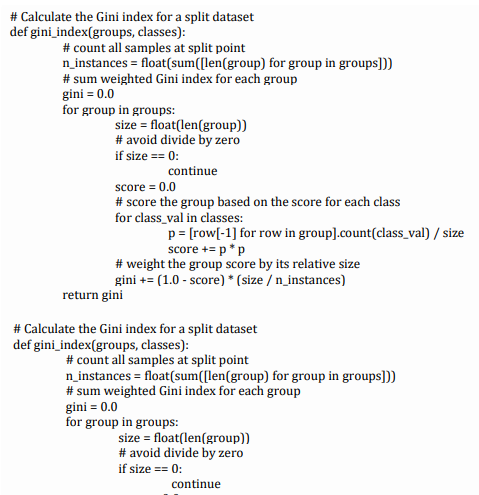 # Calculate the Gini index for a split dataset
def gini_index(groups, classes):
# count all samples at split point
n_instances = float(sum([len(group) for group in groups]))
# sum weighted Gini index for each group
gini = 0.0
for group in groups:
size = float(len(group))
# avoid divide by zero
if size == 0:
continue
score = 0.0
# score the group based on the score for each class
for class_val in classes:
p = [row[-1] for row in group].count(class_val) / size
score += p * p
# weight the group score by its relative size
gini += (1.0 - score) * (size / n_instances)
return gini
# Calculate the Gini index for a split dataset
def gini_index(groups, classes):
# count all samples at split point
n_instances = float(sum([len(group) for group in groups]))
# sum weighted Gini index for each group
gini = 0.0
for group in groups:
size = float(len(group))
# avoid divide by zero
if size == 0:
continue